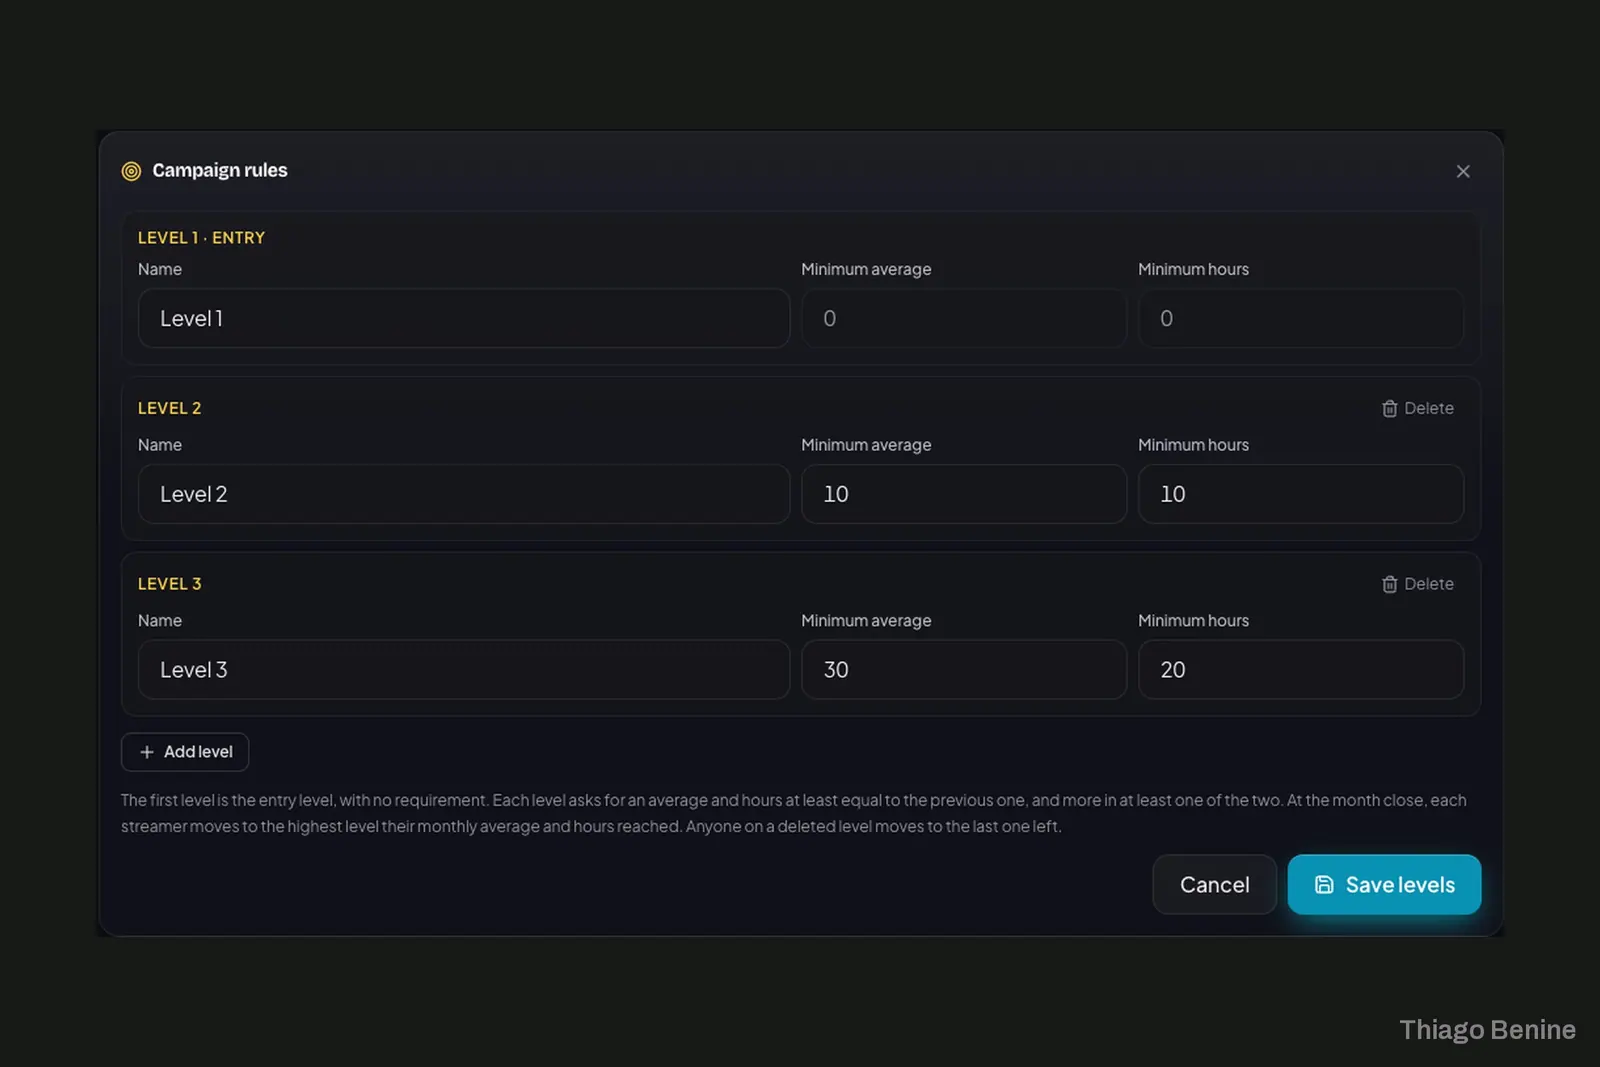 Campaign rules
LEVEL 1 · ENTRY
Name
Minimum average
Minimum hours
Level 1
0
0
LEVEL 2
Delete
Name
Minimum average
Minimum hours
Level 2
10
10
LEVEL 3
Delete
Name
Minimum average
Minimum hours
Level 3
30
20
Add level
The first level is the entry level, with no requirement. Each level asks for an average and hours at least equal to the previous one, and more in at least one of the two. At the month close, each
streamer moves to the highest level their monthly average and hours reached. Anyone on a deleted level moves to the last one left.
Cancel
Save levels
Thiago Benine